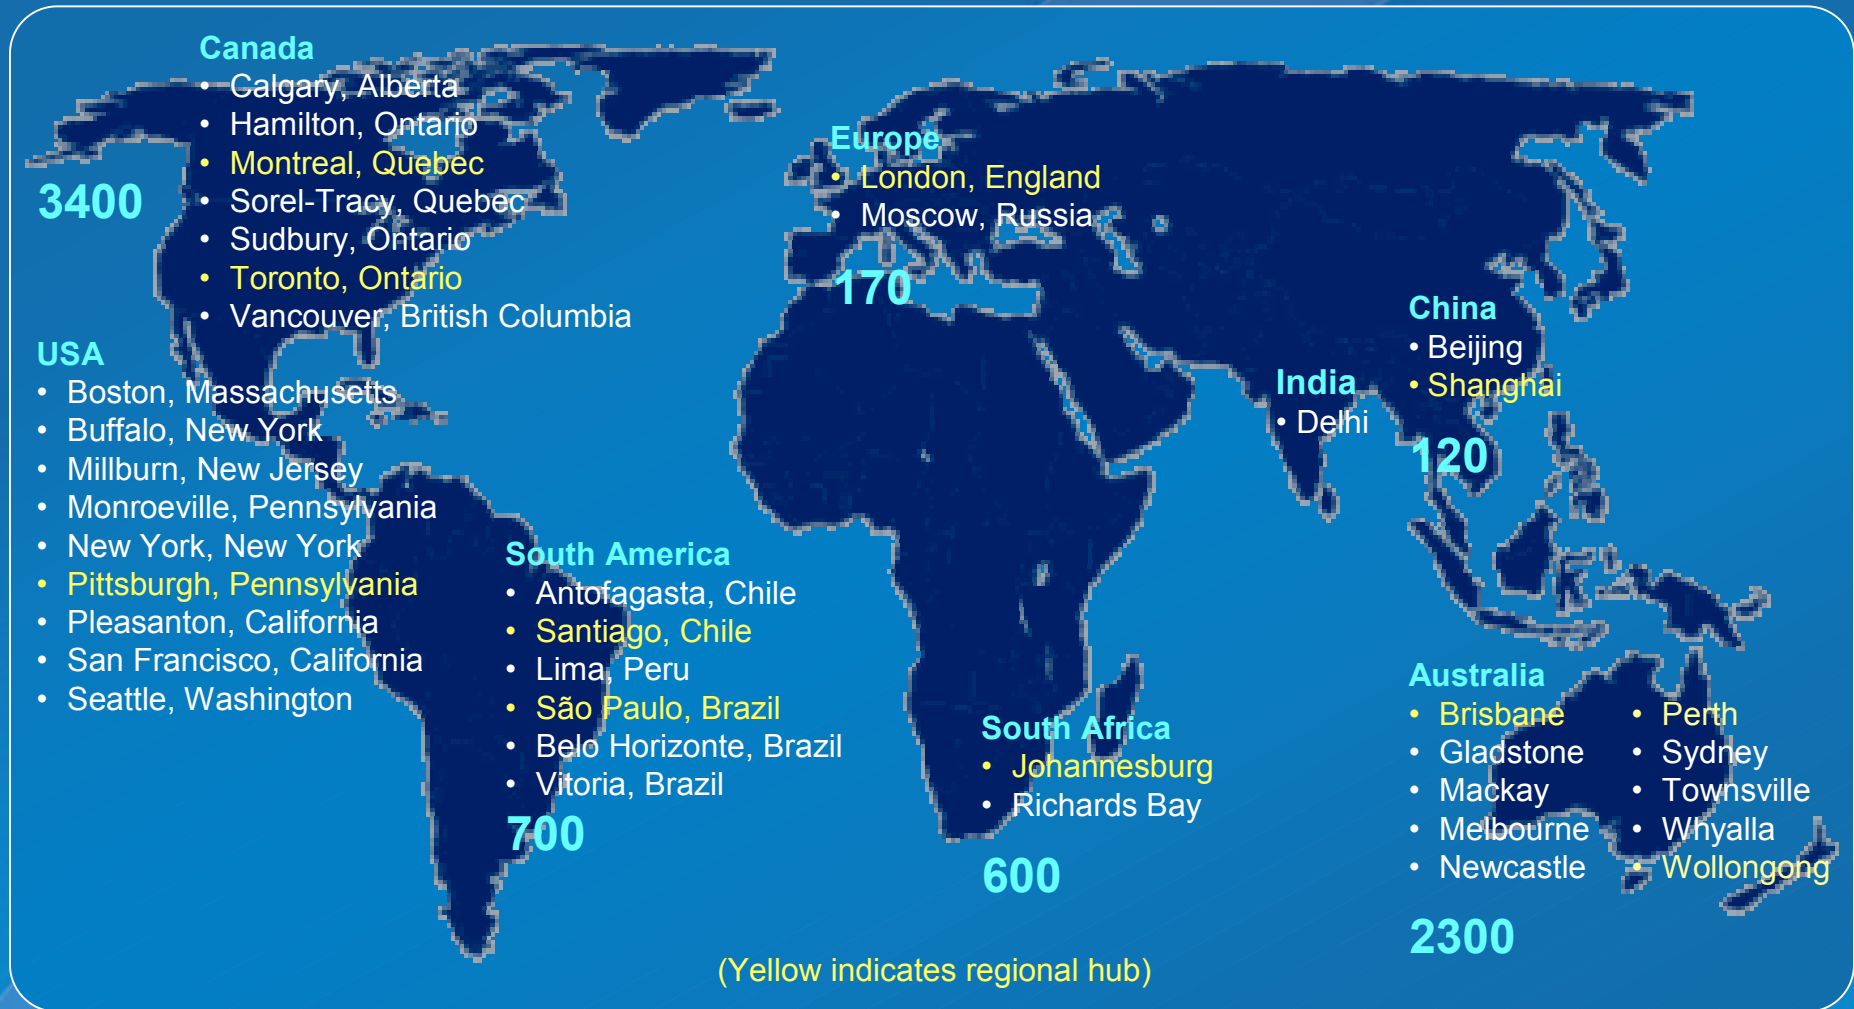 Canada
• Calgary, Alberta
• Hamilton, Ontario
• Montreal, Quebec
• Sorel-Tracy, Quebec
• Sudbury, Ontario
• Toronto, Ontario
• Vancouver, British Columbia
3400
USA
• Boston, Massachusetts
• Buffalo, New York
• Millburn, New Jersey
• Monroeville, Pennsylvania
• New York, New York
• Pittsburgh, Pennsylvania
• Pleasanton, California
• San Francisco, California
• Seattle, Washington
South America
• Antofagasta, Chile
• Santiago, Chile
• Lima, Peru
• São Paulo, Brazil
• Belo Horizonte, Brazil
• Vitoria, Brazil
700
Europe
• London, England
• Moscow, Russia
170
South Africa
• Johannesburg
• Richards Bay
600
India
• Delhi
China
• Beijing
• Shanghai
120
Australia
• Brisbane
• Gladstone
• Mackay
• Melbourne
• Newcastle
• Perth
• Sydney
• Townsville
• Whyalla
• Wollongong
2300
(Yellow indicates regional hub)